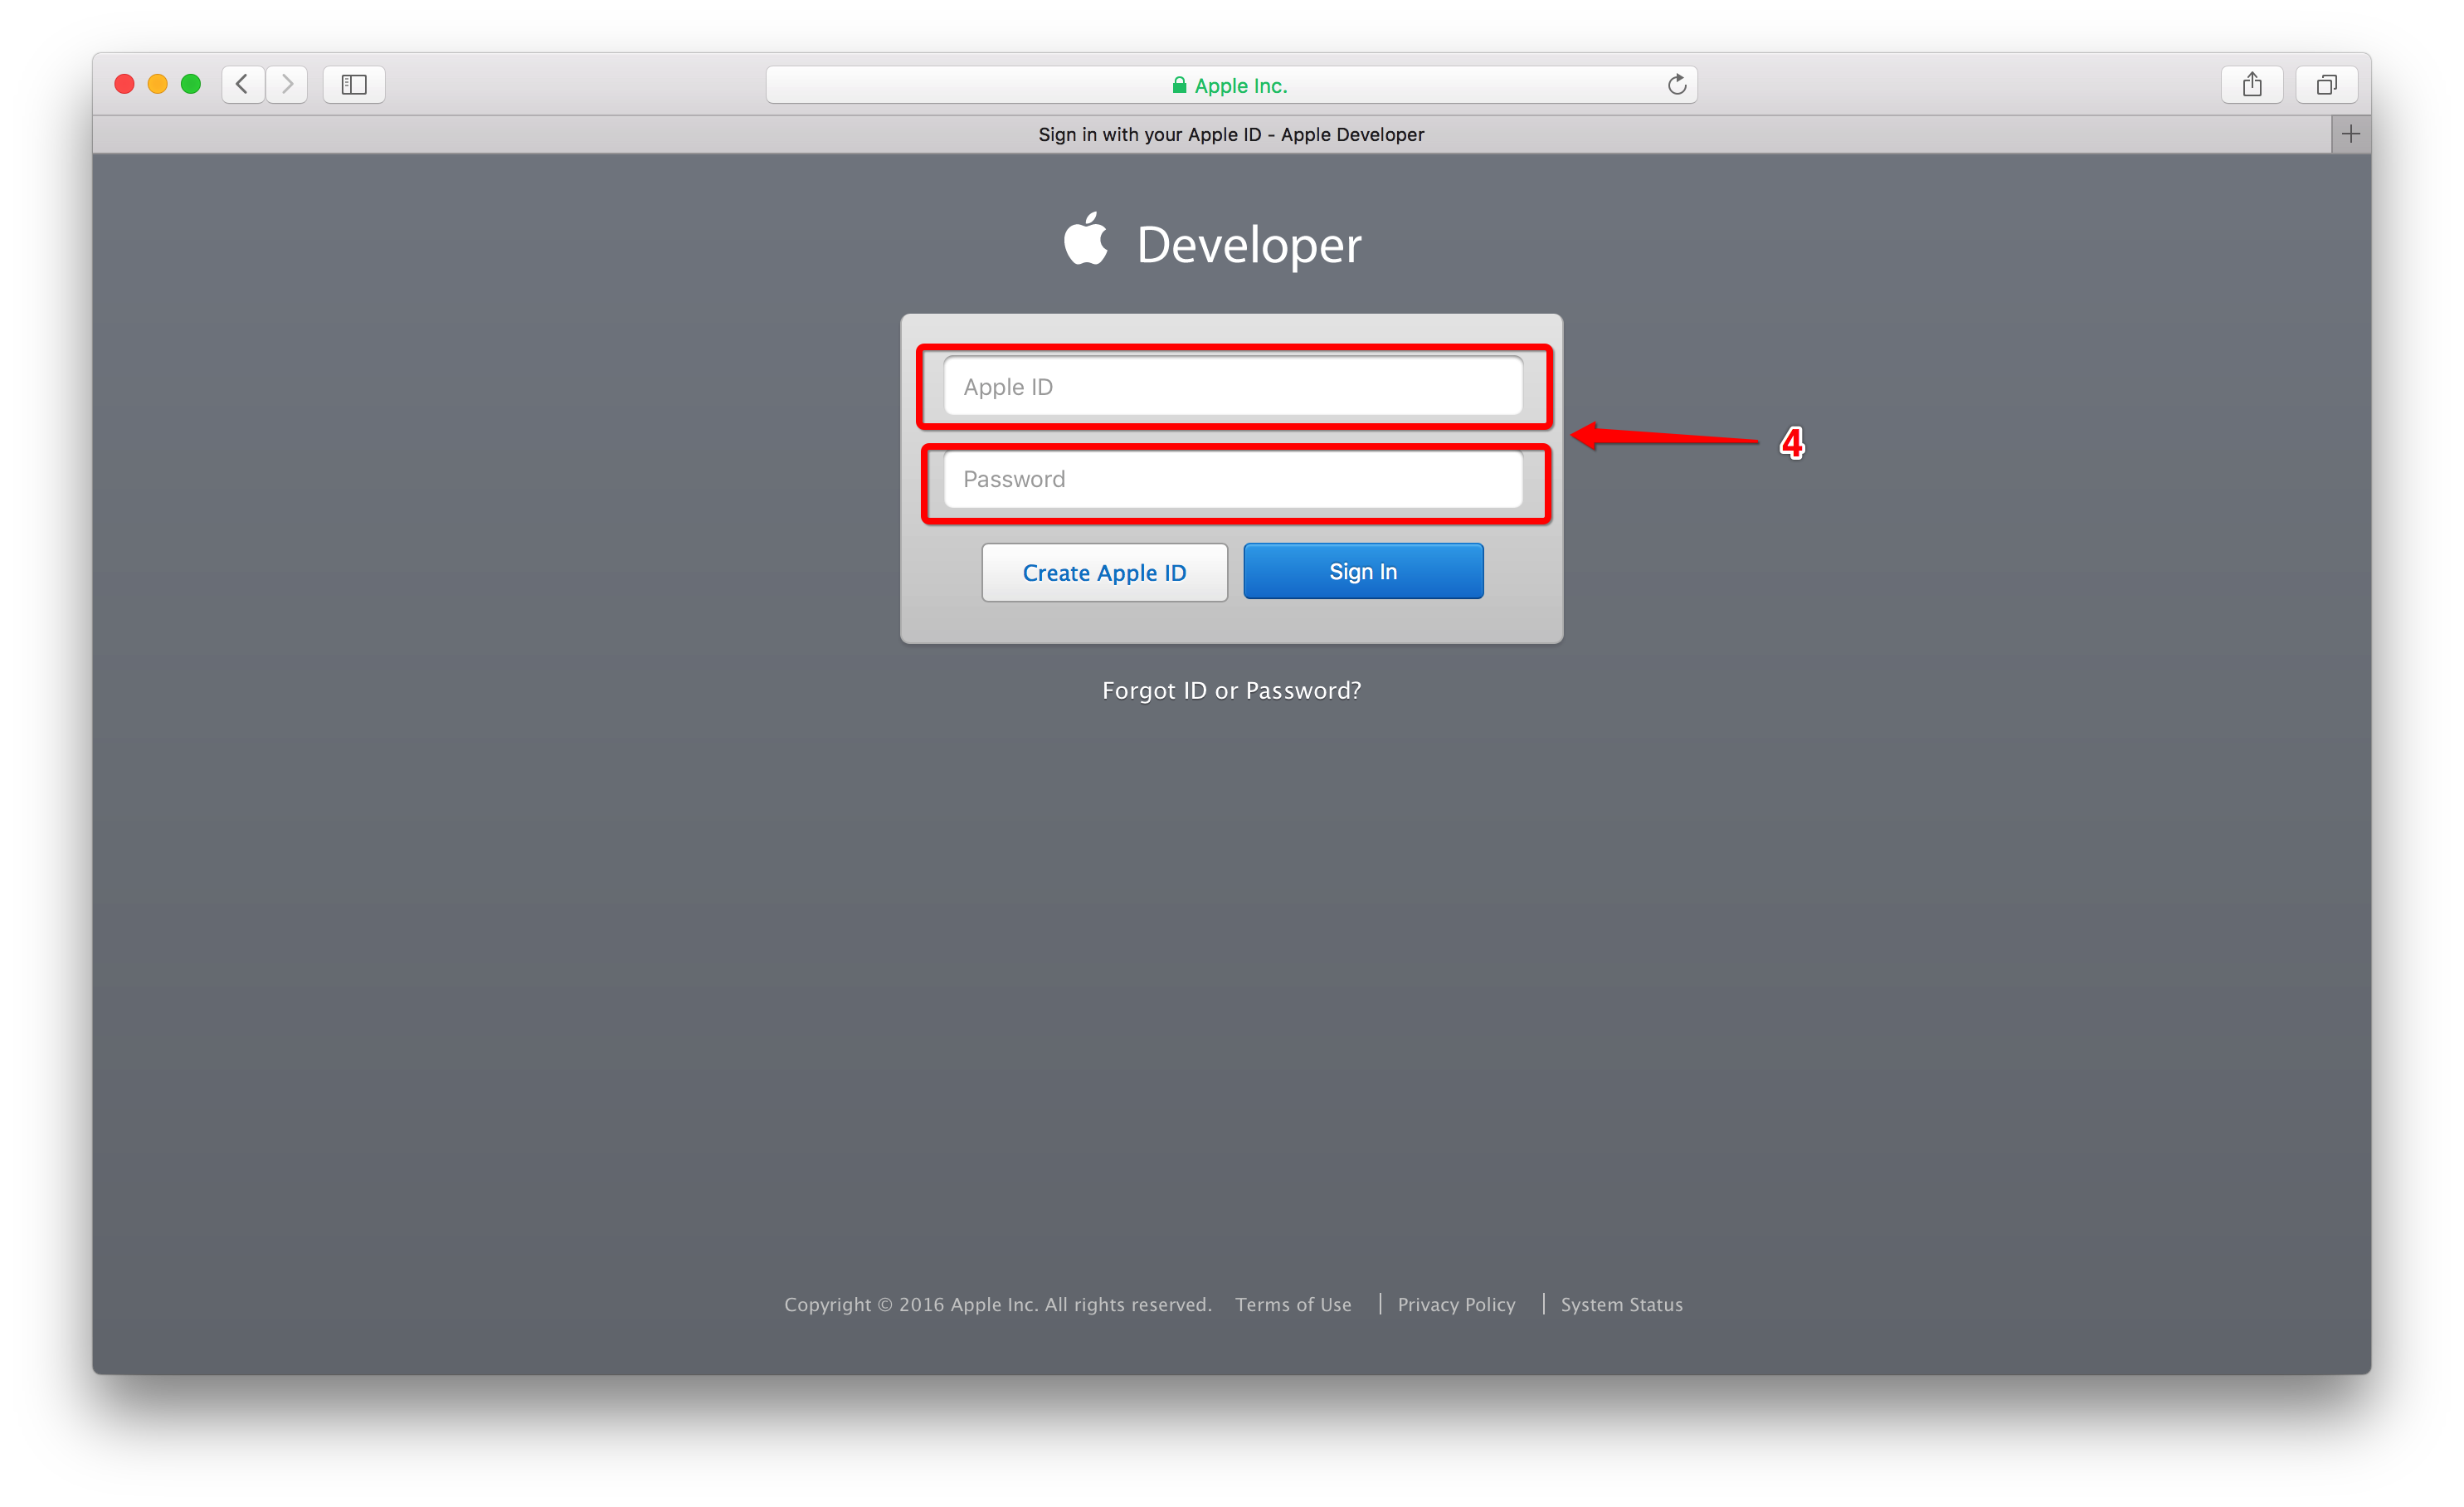 Apple Inc.
Sign in with your Apple ID - Apple Developer
Developer
Apple ID
4
Password
Create Apple ID Sign In
Forgot ID or Password?
Copyright © 2016 Apple Inc. All rights reserved. Terms of Use | Privacy Policy | System Status